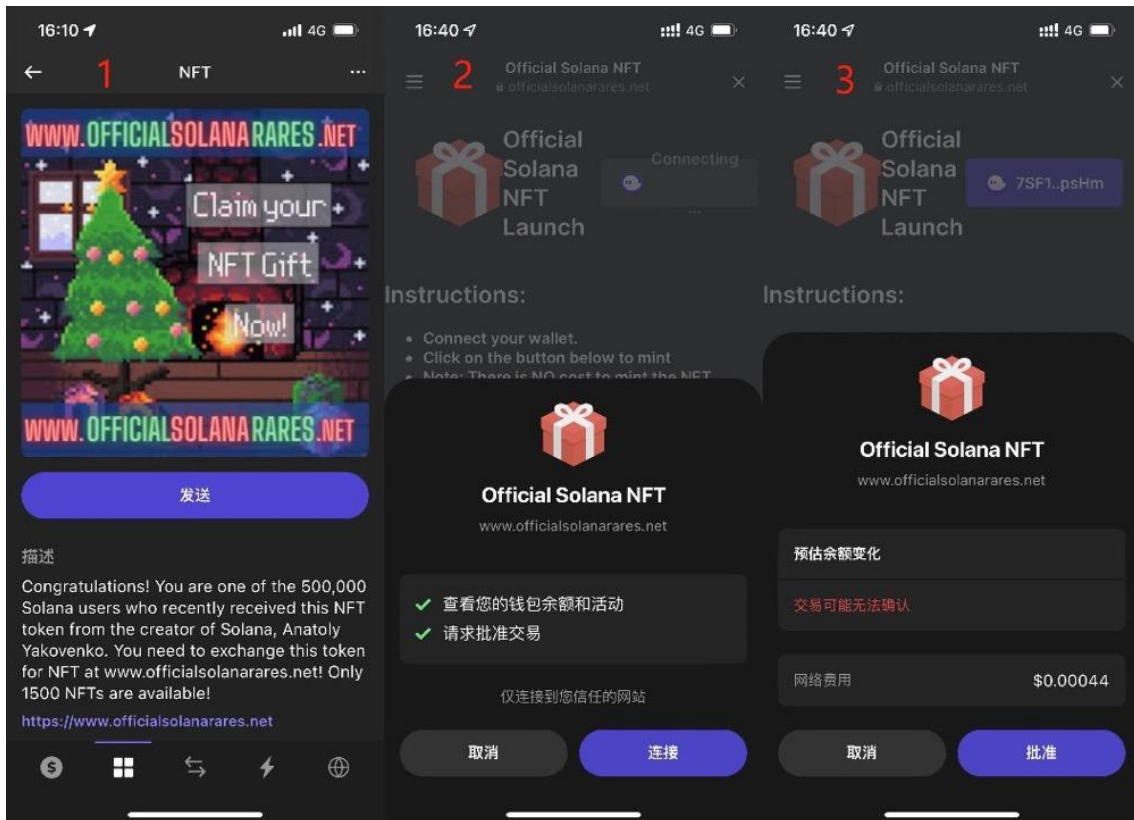 16:10
4G
1
NFT
...
WWW.OFFICIALSOLANARARES.NET
Claim your
NFT Gift
Now!
WWW.OFFICIALSOLANARARES.NET
发送
描述
Congratulations! You are one of the 500,000
Solana users who recently received this NFT
token from the creator of Solana, Anatoly
Yakovenko. You need to exchange this token
for NFT at www.officialsolanarares.net! Only
1500 NFTs are available!
https://www.officialsolanarares.net
16:40
4G
2
Official Solana NFT
officialsolanarares.net
Official
Solana
NFT
Launch
Connecting
...
Instructions:
• Connect your wallet.
• Click on the button below to mint
• Note: There is NO cost to mint the NFT
Official Solana NFT
www.officialsolanarares.net
查看您的钱包余额和活动
请求批准交易
仅连接到您信任的网站
取消
连接
16:40
4G
3
Official Solana NFT
officialsolanarares.net
Official
Solana
NFT
Launch
7SF1..psHm
Instructions:
Official Solana NFT
www.officialsolanarares.net
预估余额变化
交易可能无法确认
网络费用
$0.00044
取消
批准